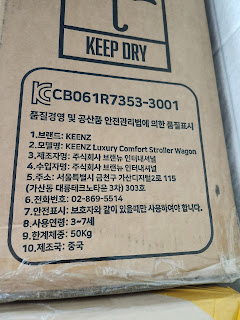 KEEP DRY
KC CB061R7353-3001
품질경영 및 공산품 안전관리법에 의한 품질표시
1.브랜드: KEENZ
2.모델명: KEENZ Luxury Comfort Stroller Wagon
3.제조자명: 주식회사 브랜뉴 인터내셔널
4.수입자명: 주식회사 브랜뉴 인터내셔널
5.주소: 서울특별시 금천구 가산디지털2로 115
(가산동 대륭테크노타운 3차) 303호
6.전화번호: 02-869-5514
7.안전표시: 보호자와 같이 있을때만 사용하여야 합니다.
8.사용연령: 3~7세
9.한계체중: 50Kg
10.제조국: 중국